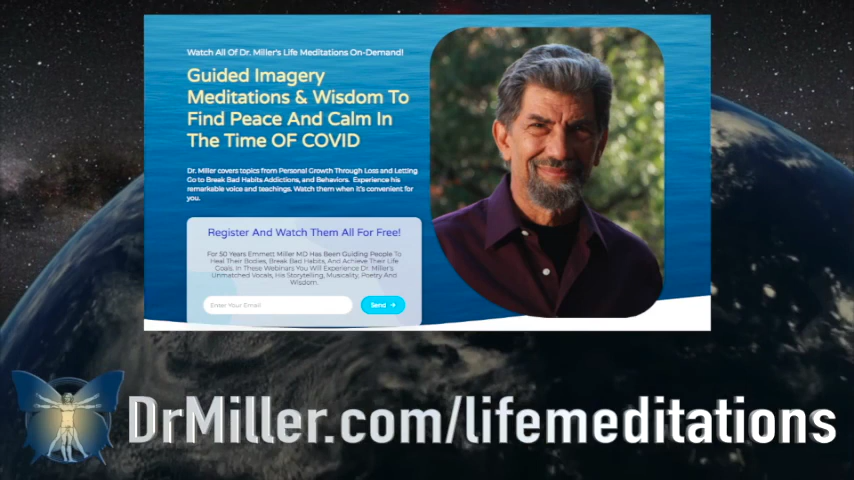 Watch All Of Dr. Miller's Life Meditations On-Demand!
Guided Imagery
Meditations & Wisdom To
Find Peace And Calm In
The Time OF COVID
Dr. Miller covers topics from Personal Growth Through Loss and Letting
Go to Break Bad Habits Addictions, and Behaviors. Experience his
remarkable voice and teachings. Watch them when it's convenient for
you.
Register And Watch Them All For Free!
For 50 Years Emmett Miller MD Has Been Guiding People To
Heal Their Bodies, Break Bad Habits, And Achieve Their Life
Goals. In These Webinars You Will Experience Dr. Miller's
Unmatched Vocals, His Storytelling, Musicality, Poetry And
Wisdom.
Enter Your Email
Send →
DrMiller.com/lifemeditations